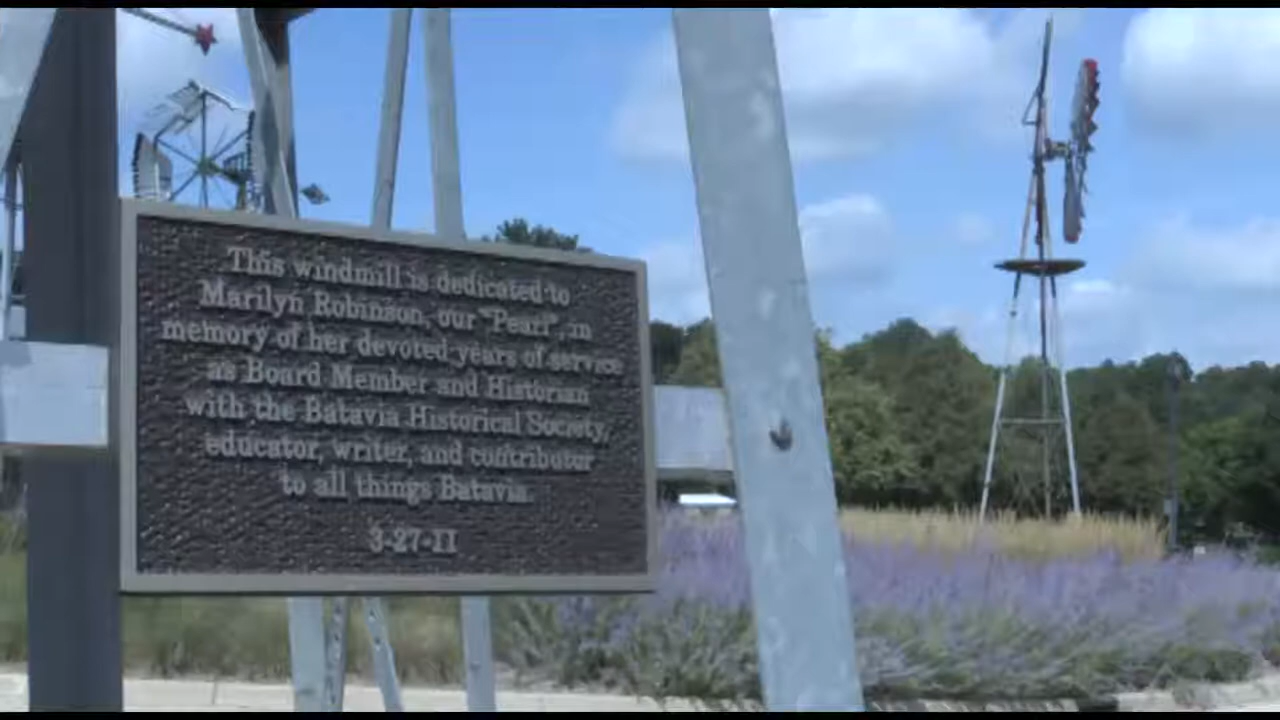 This windmill is dedicated to
Marilyn Robinson, our "Pearl", in
memory of her devoted years of service
as Board Member and Historian
with the Batavia Historical Society,
educator, writer, and contributor
to all things Batavia.
3-27-11